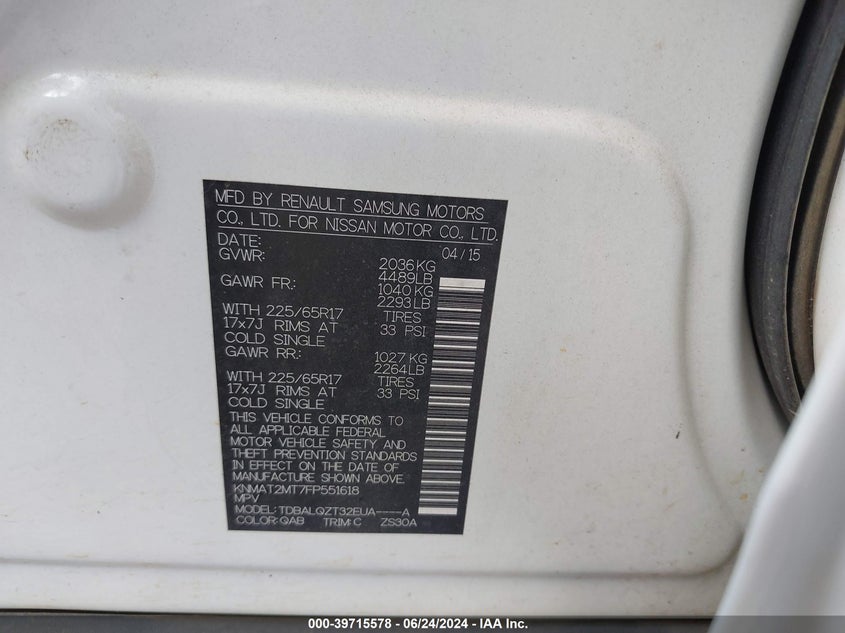 MFD BY RENAULT SAMSUNG MOTORS
CO., LTD. FOR NISSAN MOTOR CO., LTD.
DATE: 04/15
GVWR: 2036KG
4489LB
GAWR FR.: 1040 KG
2293LB
WITH 225/65R17 TIRES
17x7J RIMS AT 33 PSI
COLD SINGLE
GAWR RR.: 1027 KG
2264LB
WITH 225/65R17 TIRES
17x7J RIMS AT 33 PSI
COLD SINGLE
THIS VEHICLE CONFORMS TO
ALL APPLICABLE FEDERAL
MOTOR VEHICLE SAFETY AND
THEFT PREVENTION STANDARDS
IN EFFECT ON THE DATE OF
MANUFACTURE SHOWN ABOVE.
KNMAT2MT7FP551618
MPV
MODEL: TDBALQZT32EUA----A
COLOR: QAB TRIM: C ZS30A
000-39715578 - 06/24/2024 - IAA Inc.